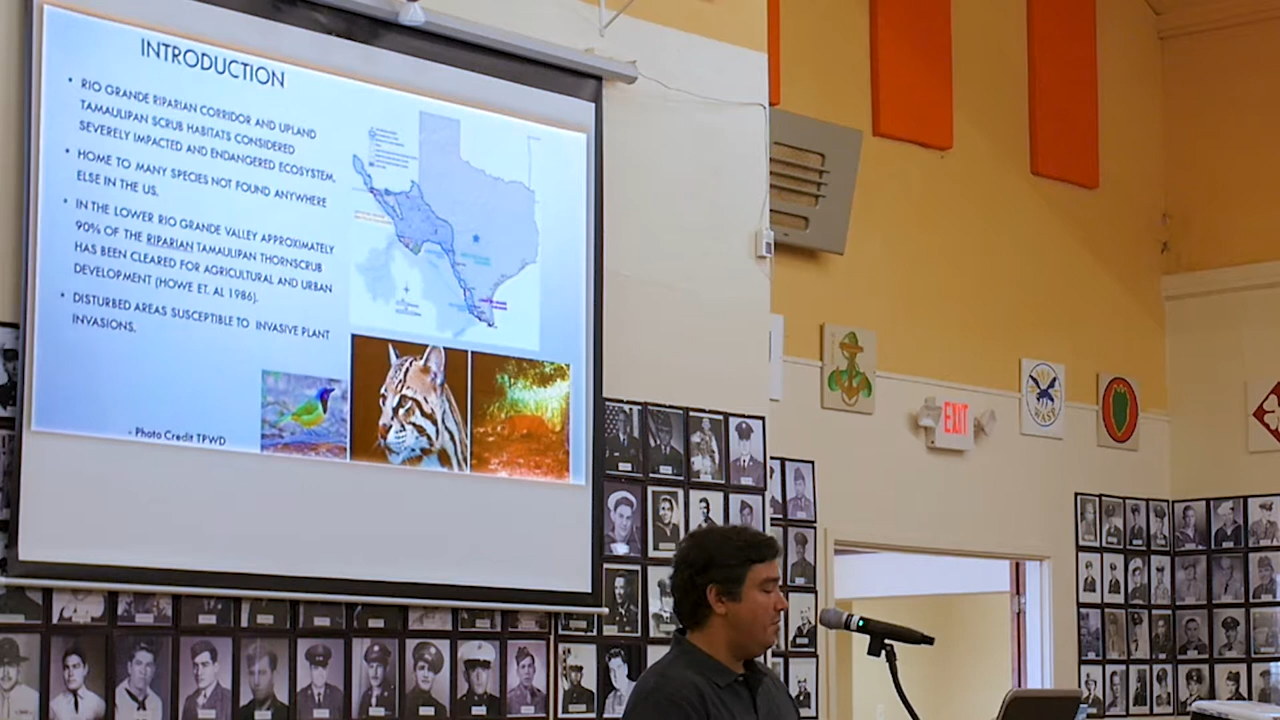 INTRODUCTION
• RIO GRANDE RIPARIAN CORRIDOR AND UPLAND
TAMAULIPAN SCRUB HABITATS CONSIDERED
SEVERELY IMPACTED AND ENDANGERED ECOSYSTEM.
• HOME TO MANY SPECIES NOT FOUND ANYWHERE
ELSE IN THE US.
• IN THE LOWER RIO GRANDE VALLEY APPROXIMATELY
90% OF THE RIPARIAN TAMAULIPAN THORNSCRUB
HAS BEEN CLEARED FOR AGRICULTURAL AND URBAN
DEVELOPMENT (HOWE ET. AL 1986).
• DISTURBED AREAS SUSCEPTIBLE TO INVASIVE PLANT
INVASIONS.
- Photo Credit TPWD
EXIT
WASP